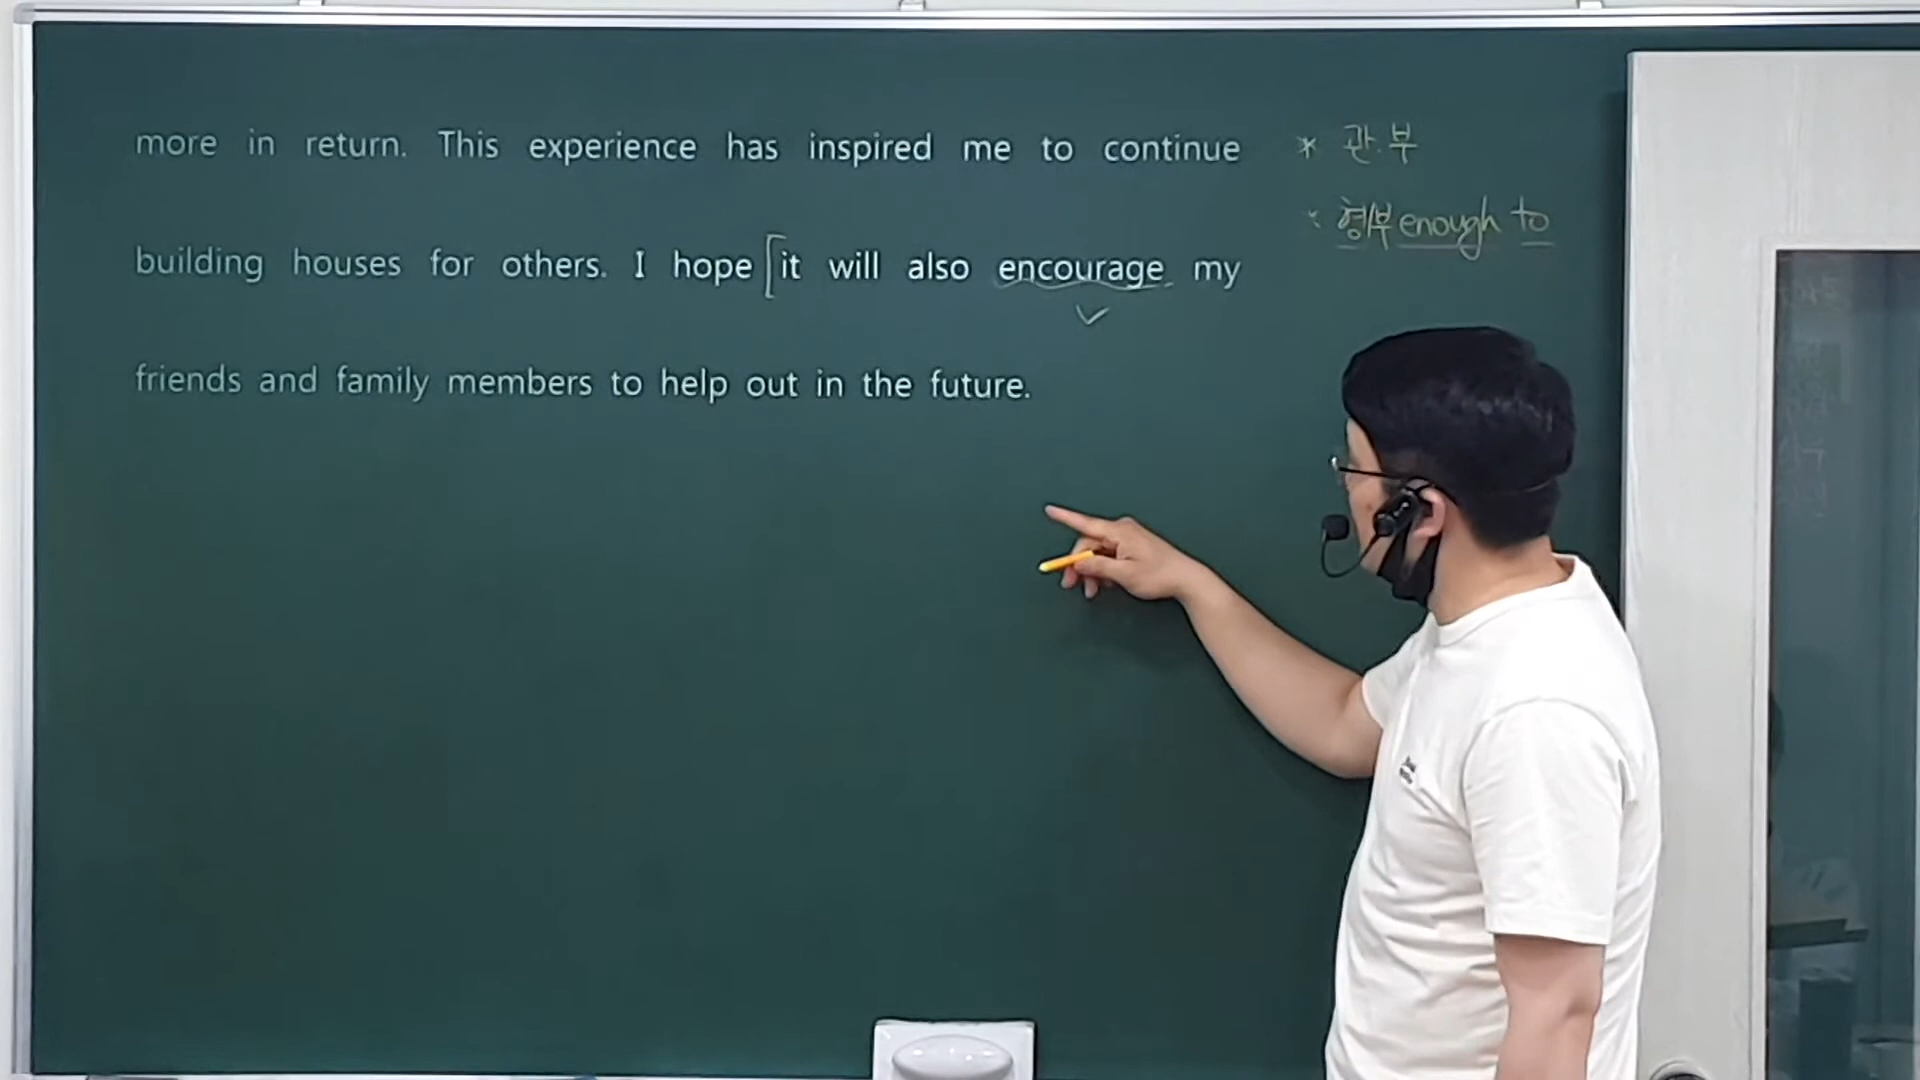 more in return. This experience has inspired me to continue
building houses for others. I hope [it will also encourage my
friends and family members to help out in the future.
* 관.부
: 형/부 enough to